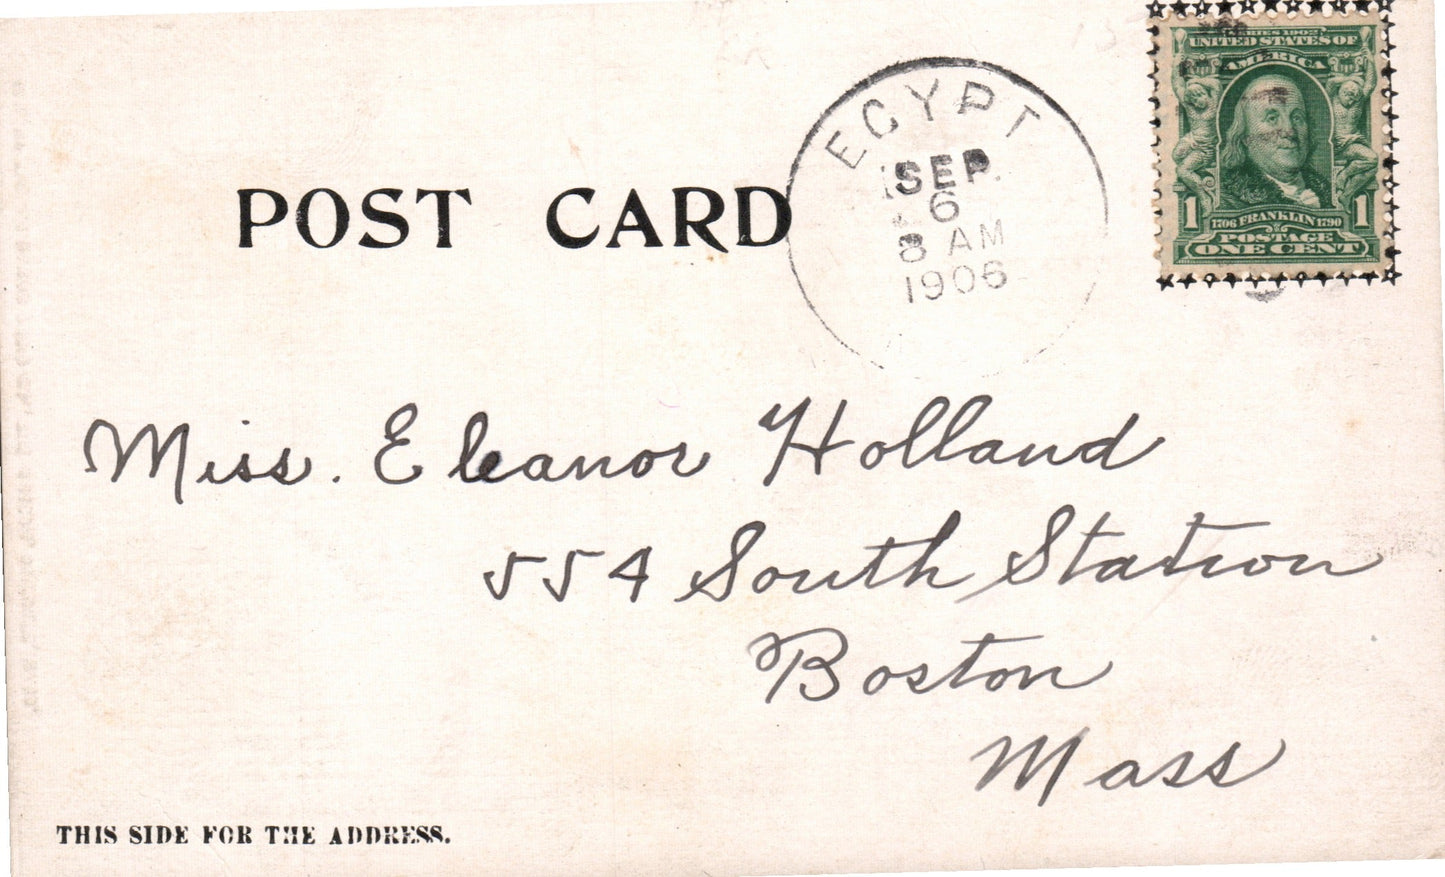 SERIES 1902
UNITED STATES OF
AMERICA
1 1706 FRANKLIN 1790 1
POSTAGE
ONE CENT
EGYPT
SEP.
6
8 AM
1906
POST CARD
Miss. Eleanor Holland
554 South Station
Boston
Mass
THIS SIDE FOR THE ADDRESS.